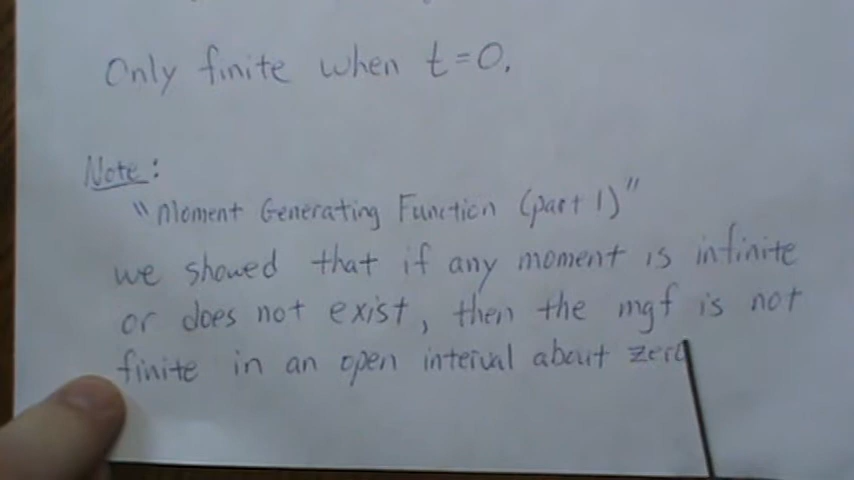 Only finite when t=0.
Note:
"Moment Generating Function (part 1)"
we showed that if any moment is infinite
or does not exist, then the mgf is not
finite in an open interval about zero